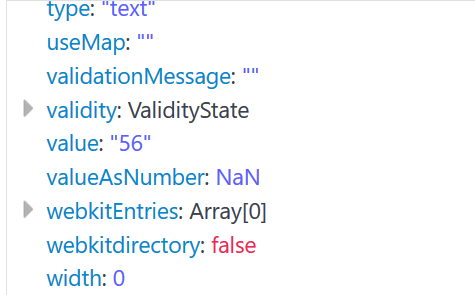 type: "text"
useMap: ""
validationMessage: ""
validity: ValidityState
value: "56"
valueAsNumber: NaN
webkitEntries: Array[0]
webkitdirectory: false
width: 0